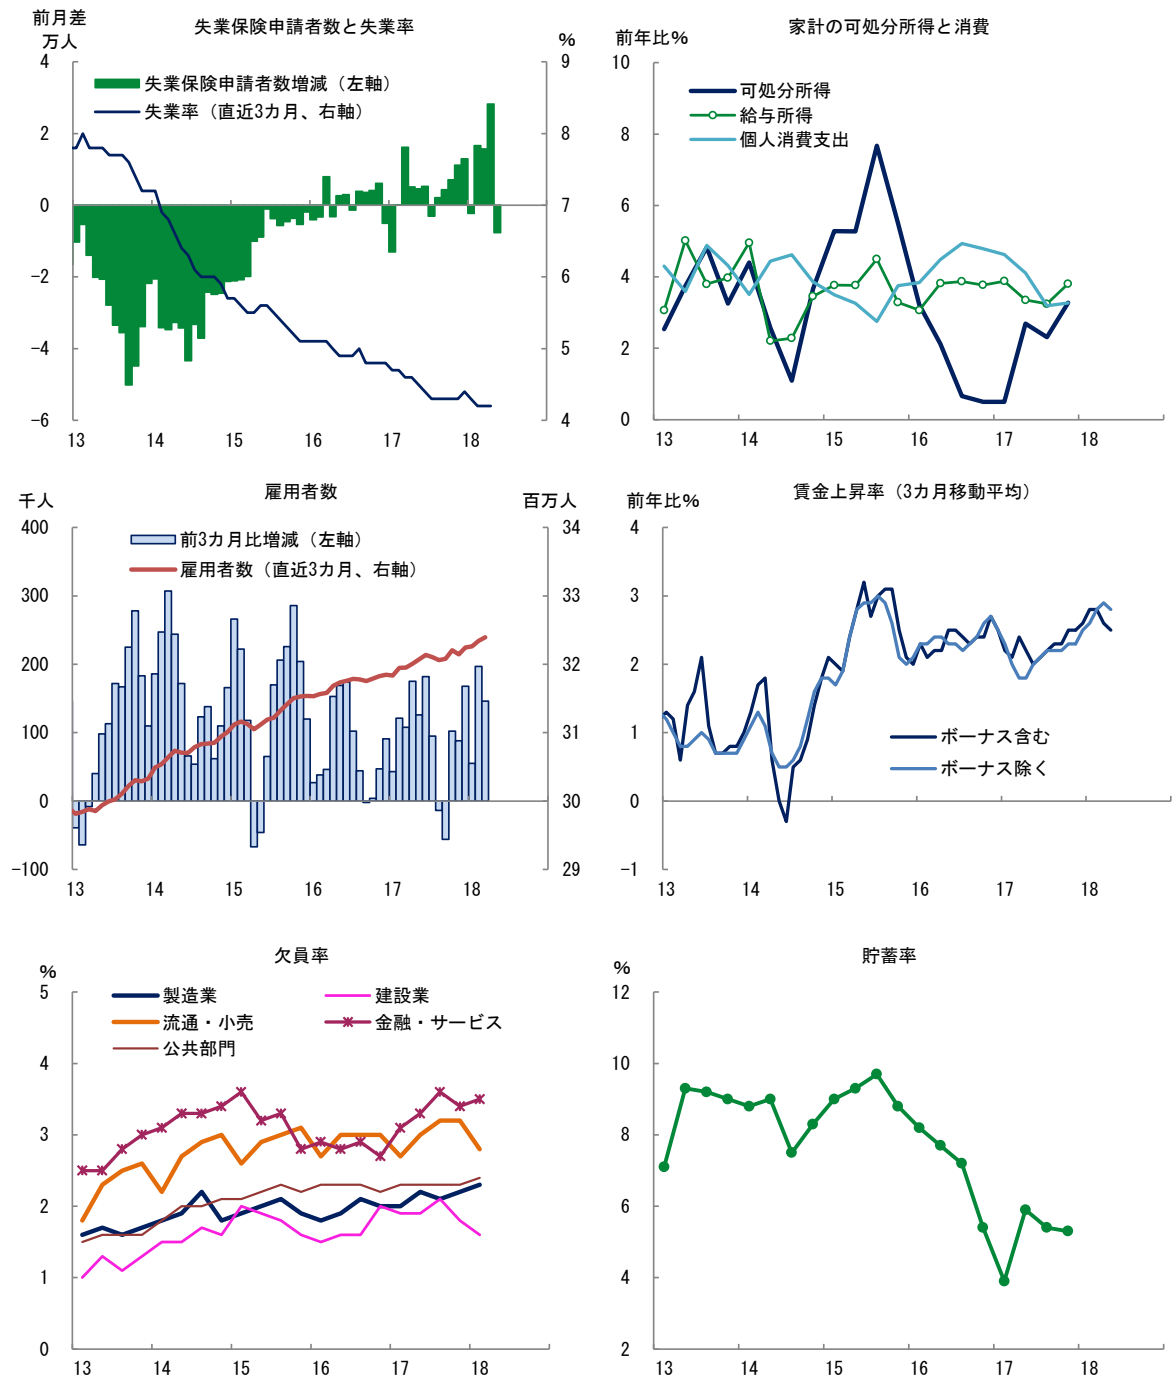 失業保険申請者数と失業率
前月差
万人
%
4
2
0
−2
−4
−6
9
8
7
6
5
4
失業保険申請者数増減（左軸）
失業率（直近3カ月、右軸）
13 14 15 16 17 18
家計の可処分所得と消費
前年比%
10
8
6
4
2
0
可処分所得
給与所得
個人消費支出
13 14 15 16 17 18
雇用者数
千人
百万人
400
300
200
100
0
−100
34
33
32
31
30
29
前3カ月比増減（左軸）
雇用者数（直近3カ月、右軸）
13 14 15 16 17 18
賃金上昇率（3カ月移動平均）
前年比%
4
3
2
1
0
−1
ボーナス含む
ボーナス除く
13 14 15 16 17 18
欠員率
%
5
4
3
2
1
0
製造業 建設業
流通・小売 金融・サービス
公共部門
13 14 15 16 17 18
貯蓄率
%
12
10
8
6
4
2
13 14 15 16 17 18